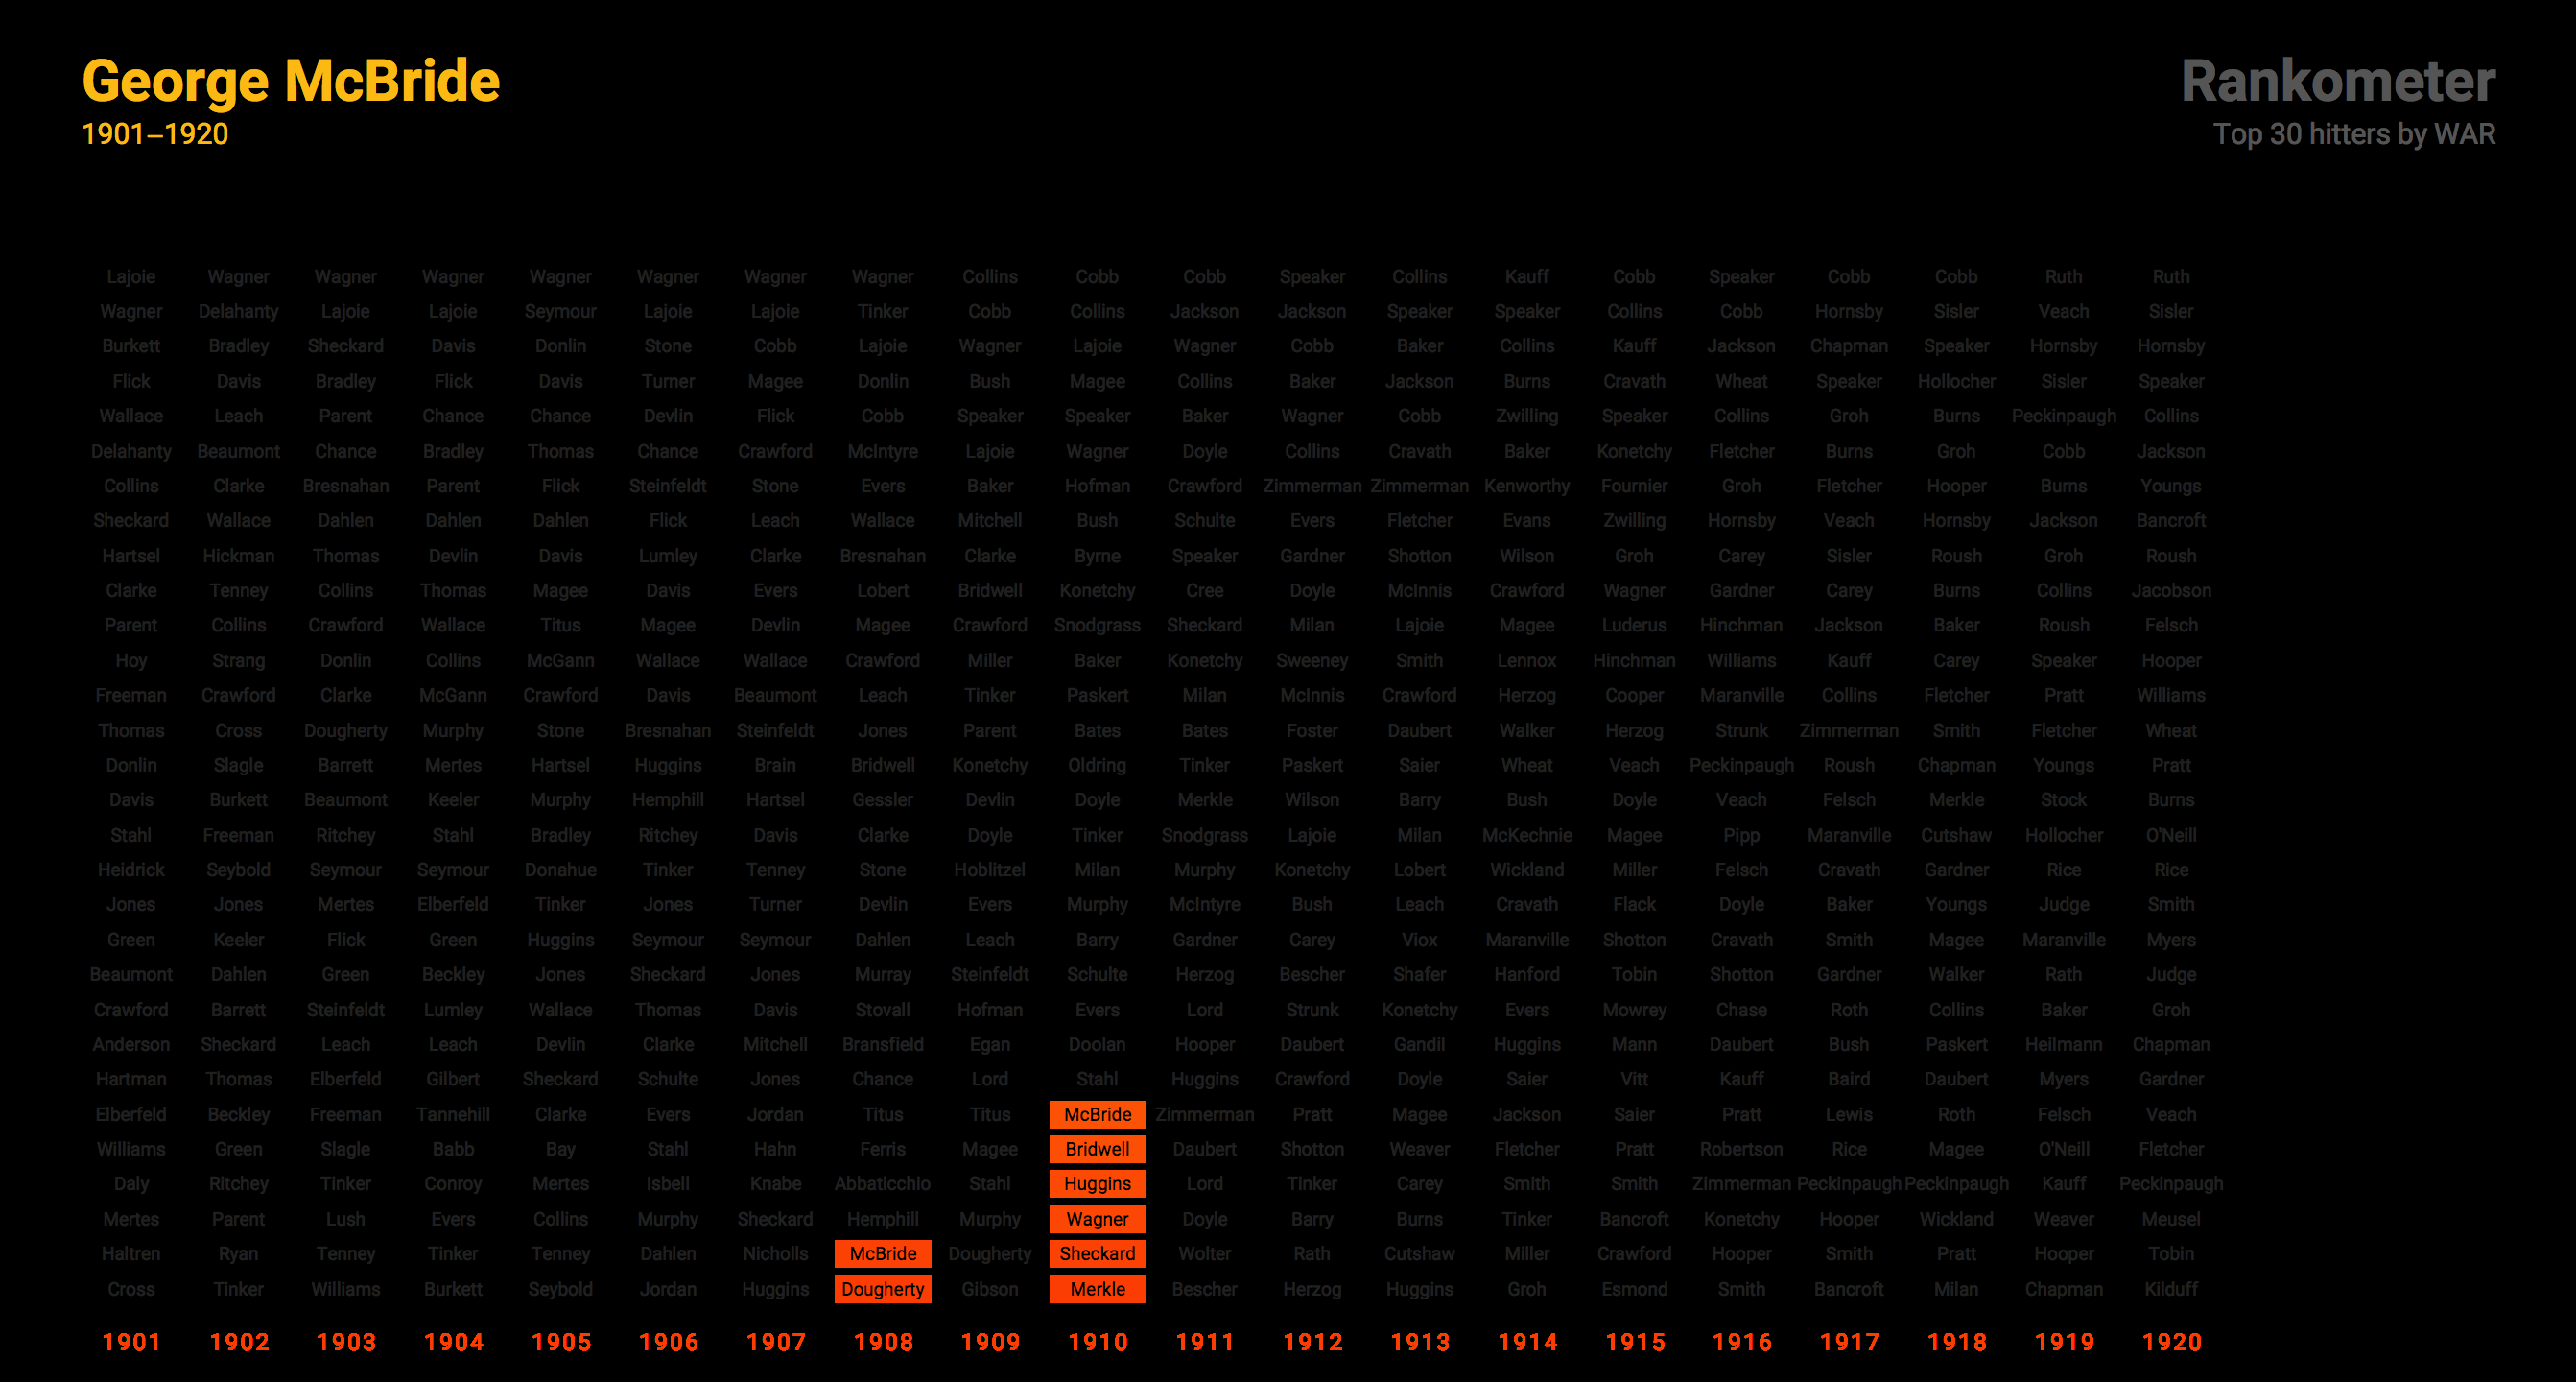 George McBride
Rankometer
1901–1920
Top 30 hitters by WAR
Lajoie Wagner Wagner Wagner Wagner Wagner Wagner Wagner Collins Cobb Cobb Speaker Collins Kauff Cobb Speaker Cobb Cobb Ruth Ruth
Wagner Delahanty Lajoie Lajoie Seymour Lajoie Lajoie Tinker Cobb Collins Jackson Jackson Speaker Speaker Collins Cobb Hornsby Sisler Veach Sisler
Burkett Bradley Sheckard Davis Donlin Stone Cobb Lajoie Wagner Lajoie Wagner Cobb Baker Collins Kauff Jackson Chapman Speaker Hornsby Hornsby
Flick Davis Bradley Flick Davis Turner Magee Donlin Bush Magee Collins Baker Jackson Burns Cravath Wheat Speaker Hollocher Sisler Speaker
Wallace Leach Parent Chance Chance Devlin Flick Cobb Speaker Speaker Baker Wagner Cobb Zwilling Speaker Collins Groh Burns Peckinpaugh Collins
Delahanty Beaumont Chance Bradley Thomas Chance Crawford McIntyre Lajoie Wagner Doyle Collins Cravath Baker Konetchy Fletcher Burns Groh Cobb Jackson
Collins Clarke Bresnahan Parent Flick Steinfeldt Stone Evers Baker Hofman Crawford Zimmerman Zimmerman Kenworthy Fournier Groh Fletcher Hooper Burns Youngs
Sheckard Wallace Dahlen Dahlen Dahlen Flick Leach Wallace Mitchell Bush Schulte Evers Fletcher Evans Zwilling Hornsby Veach Hornsby Jackson Bancroft
Hartsel Hickman Thomas Devlin Davis Lumley Clarke Bresnahan Clarke Byrne Speaker Gardner Shotton Wilson Groh Carey Sisler Roush Groh Roush
Clarke Tenney Collins Thomas Magee Davis Evers Lobert Bridwell Konetchy Cree Doyle McInnis Crawford Wagner Gardner Carey Burns Collins Jacobson
Parent Collins Crawford Wallace Titus Magee Devlin Magee Crawford Snodgrass Sheckard Milan Lajoie Magee Luderus Hinchman Jackson Baker Roush Felsch
Hoy Strang Donlin Collins McGann Wallace Wallace Crawford Miller Baker Konetchy Sweeney Smith Lennox Hinchman Williams Kauff Carey Speaker Hooper
Freeman Crawford Clarke McGann Crawford Davis Beaumont Leach Tinker Paskert Milan McInnis Crawford Herzog Cooper Maranville Collins Fletcher Pratt Williams
Thomas Cross Dougherty Murphy Stone Bresnahan Steinfeldt Jones Parent Bates Bates Foster Daubert Walker Herzog Strunk Zimmerman Smith Fletcher Wheat
Donlin Slagle Barrett Mertes Hartsel Huggins Brain Bridwell Konetchy Oldring Tinker Paskert Saier Wheat Veach Peckinpaugh Roush Chapman Youngs Pratt
Davis Burkett Beaumont Keeler Murphy Hemphill Hartsel Gessler Devlin Doyle Merkle Wilson Barry Bush Doyle Veach Felsch Merkle Stock Burns
Stahl Freeman Ritchey Stahl Bradley Ritchey Davis Clarke Doyle Tinker Snodgrass Lajoie Milan McKechnie Magee Pipp Maranville Cutshaw Hollocher O'Neill
Heidrick Seybold Seymour Seymour Donahue Tinker Tenney Stone Hoblitzel Milan Murphy Konetchy Lobert Wickland Miller Felsch Cravath Gardner Rice Rice
Jones Jones Mertes Elberfeld Tinker Jones Turner Devlin Evers Murphy McIntyre Bush Leach Cravath Flack Doyle Baker Youngs Judge Smith
Green Keeler Flick Green Huggins Seymour Seymour Dahlen Leach Barry Gardner Carey Viox Maranville Shotton Cravath Smith Magee Maranville Myers
Beaumont Dahlen Green Beckley Jones Sheckard Jones Murray Steinfeldt Schulte Herzog Bescher Shafer Hanford Tobin Shotton Gardner Walker Rath Judge
Crawford Barrett Steinfeldt Lumley Wallace Thomas Davis Stovall Hofman Evers Lord Strunk Konetchy Evers Mowrey Chase Roth Collins Baker Groh
Anderson Sheckard Leach Leach Devlin Clarke Mitchell Bransfield Egan Doolan Hooper Daubert Gandil Huggins Mann Daubert Bush Paskert Heilmann Chapman
Hartman Thomas Elberfeld Gilbert Sheckard Schulte Jones Chance Lord Stahl Huggins Crawford Doyle Saier Vitt Kauff Baird Daubert Myers Gardner
Elberfeld Beckley Freeman Tannehill Clarke Evers Jordan Titus Titus McBride Zimmerman Pratt Magee Jackson Saier Pratt Lewis Roth Felsch Veach
Williams Green Slagle Babb Bay Stahl Hahn Ferris Magee Bridwell Daubert Shotton Weaver Fletcher Pratt Robertson Rice Magee O'Neill Fletcher
Daly Ritchey Tinker Conroy Mertes Isbell Knabe Abbaticchio Stahl Huggins Lord Tinker Carey Smith Smith Zimmerman Peckinpaugh Peckinpaugh Kauff Peckinpaugh
Mertes Parent Lush Evers Collins Murphy Sheckard Hemphill Murphy Wagner Doyle Barry Burns Tinker Bancroft Konetchy Hooper Wickland Weaver Meusel
Haltren Ryan Tenney Tinker Tenney Dahlen Nicholls McBride Dougherty Sheckard Wolter Rath Cutshaw Miller Crawford Hooper Smith Pratt Hooper Tobin
Cross Tinker Williams Burkett Seybold Jordan Huggins Dougherty Gibson Merkle Bescher Herzog Huggins Groh Esmond Smith Bancroft Milan Chapman Kilduff
1901 1902 1903 1904 1905 1906 1907 1908 1909 1910 1911 1912 1913 1914 1915 1916 1917 1918 1919 1920